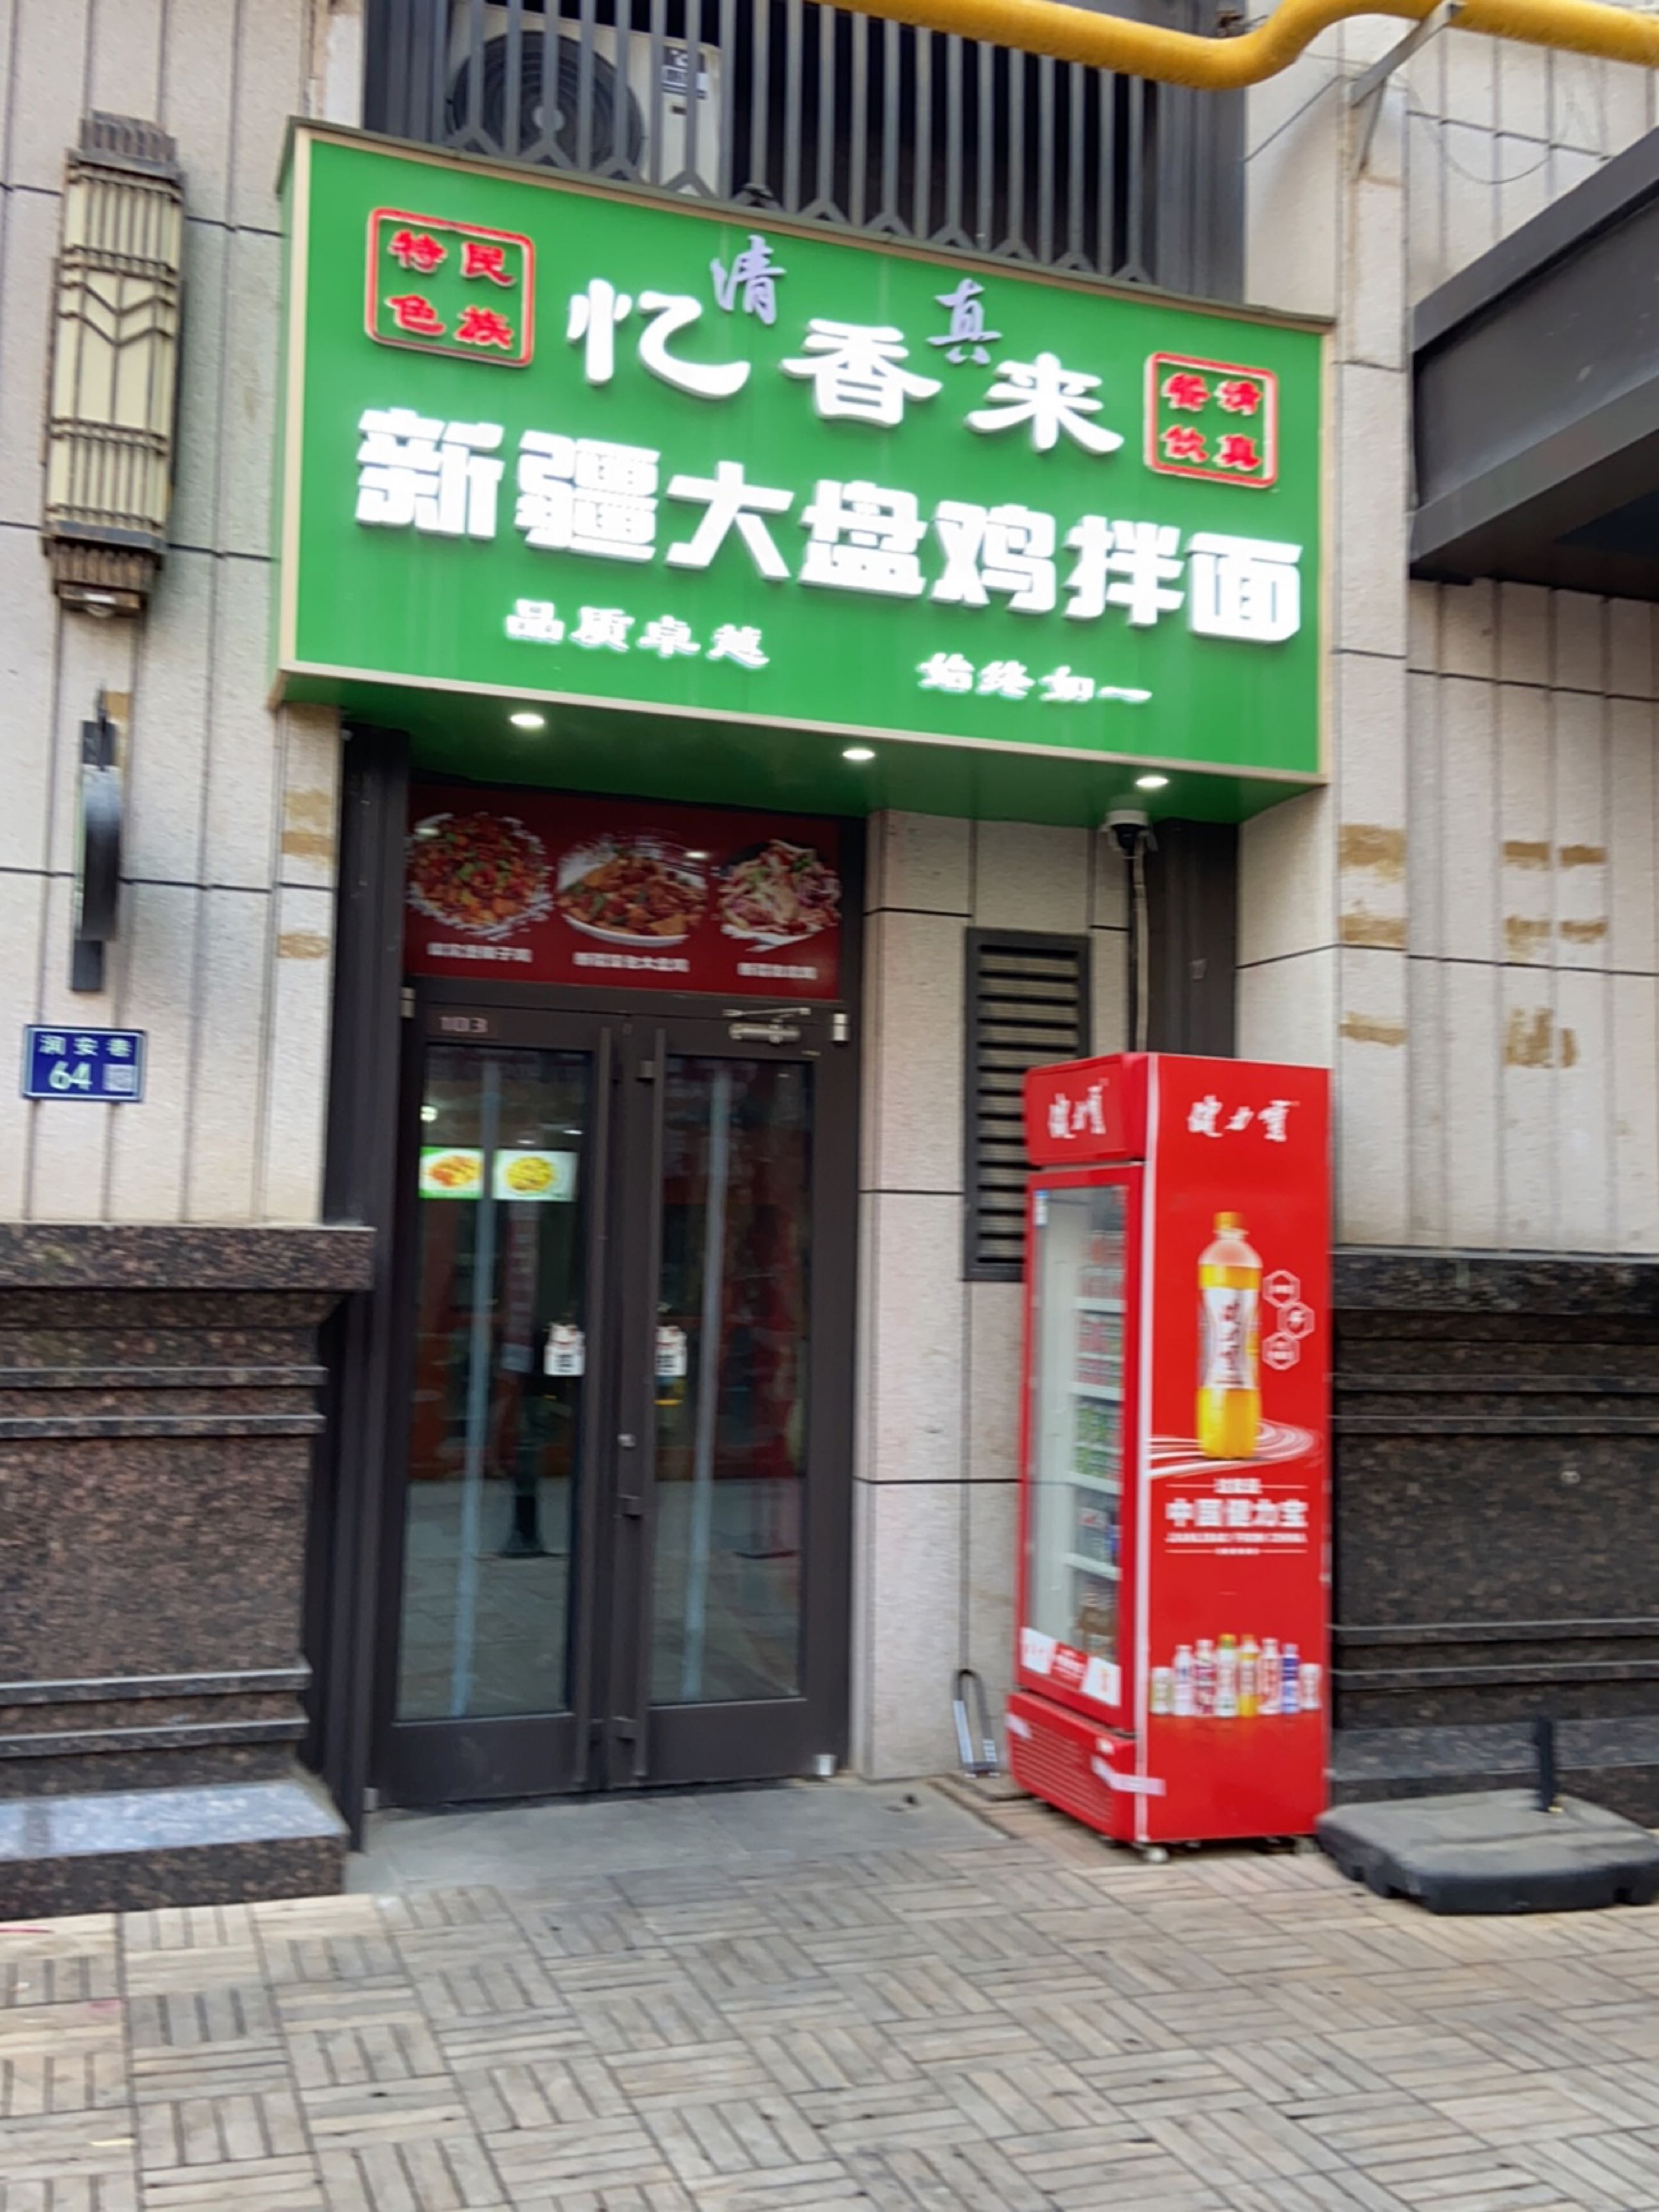 民族
特色
清真
忆香来
清真
餐饮
新疆大盘鸡拌面
品质卓越 始终如一
103
润安巷
64
健力寶
健力寶
中国健力宝